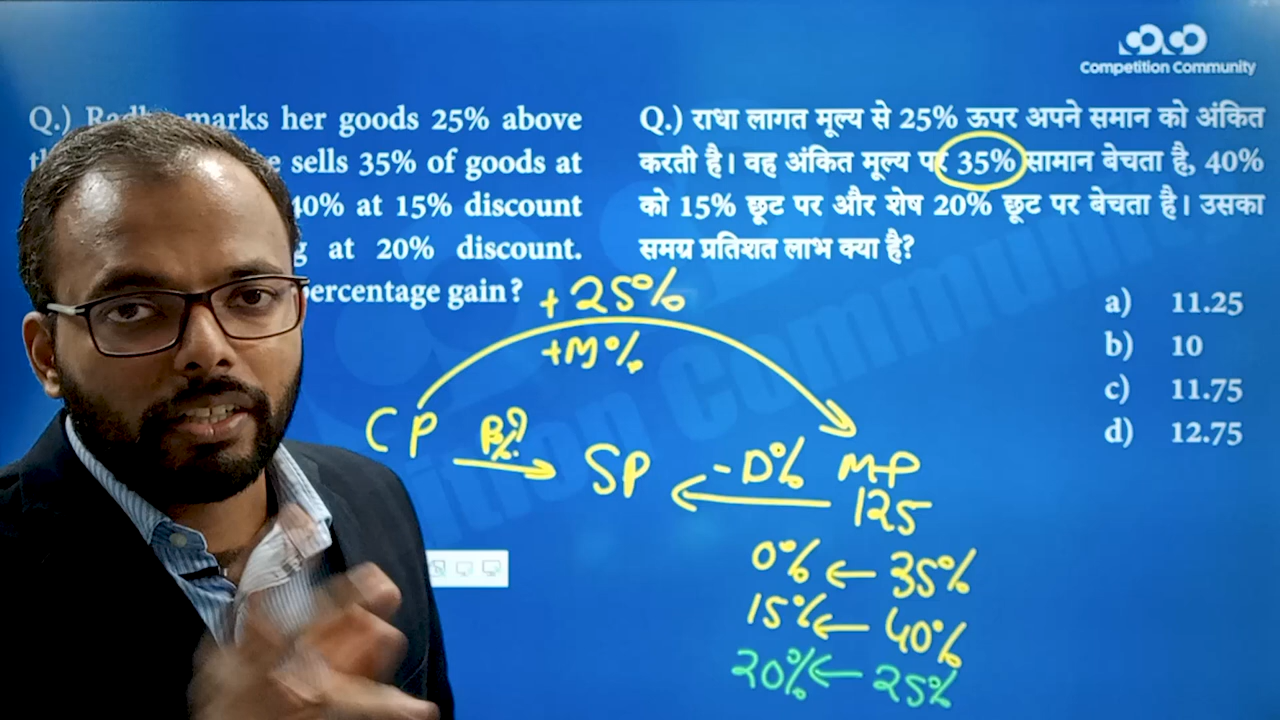 Competition Community
Q.) marks her goods 25% above
sells 35% of goods at
40% at 15% discount
at 20% discount.
percentage gain?
Q.) राधा लागत मूल्य से 25% ऊपर अपने समान को अंकित
करती है। वह अंकित मूल्य पर 35% सामान बेचता है, 40%
को 15% छूट पर और शेष 20% छूट पर बेचता है। उसका
समग्र प्रतिशत लाभ क्या है?
a) 11.25
b) 10
c) 11.75
d) 12.75
+25%
+M%
CP
P%?
SP
-D%
MP
125
0% ← 35%
15% ← 40%
20% ← 25%